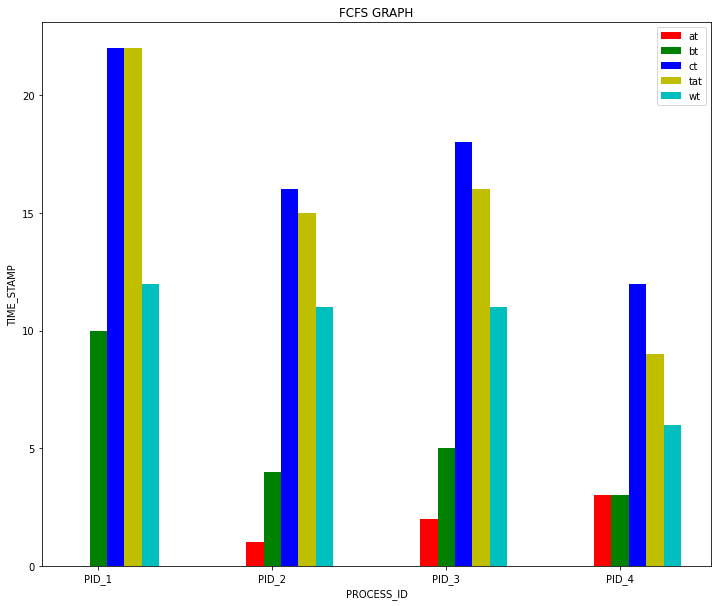 FCFS GRAPH
at
bt
ct
tat
wt
TIME_STAMP
20
15
10
5
0
PID_1 PID_2 PID_3 PID_4
PROCESS_ID